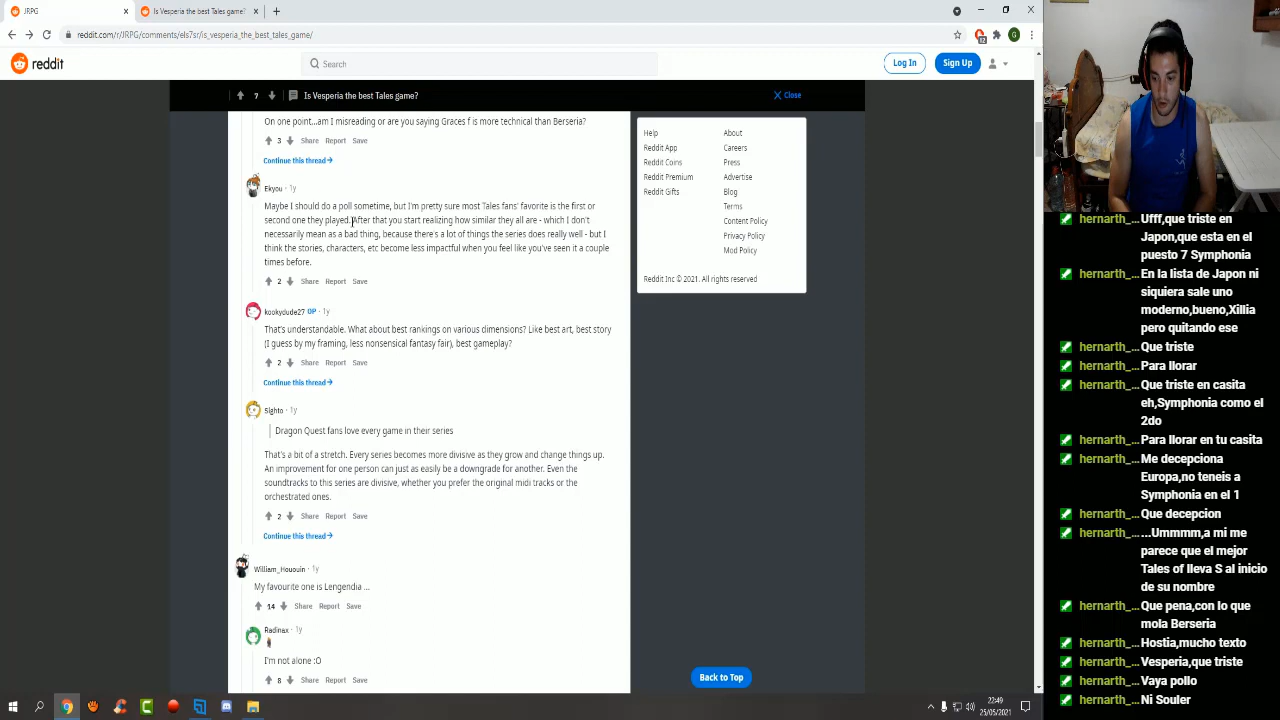 JRPG
Is Vesperia the best Tales game?
reddit.com/r/JRPG/comments/els7sr/is_vesperia_the_best_tales_game/
reddit
Search
Log In
Sign Up
7
Is Vesperia the best Tales game?
Close
On one point...am I misreading or are you saying Graces f is more technical than Berseria?
3 Share Report Save
Continue this thread
Ekyou · 1y
Maybe I should do a poll sometime, but I'm pretty sure most Tales fans' favorite is the first or
second one they played. After that you start realizing how similar they all are - which I don't
necessarily mean as a bad thing, because there's a lot of things the series does really well - but I
think the stories, characters, etc become less impactful when you feel like you've seen it a couple
times before.
2 Share Report Save
kookydude27 OP · 1y
That's understandable. What about best rankings on various dimensions? Like best art, best story
(I guess by my framing, less nonsensical fantasy fair), best gameplay?
2 Share Report Save
Continue this thread
Sighto · 1y
Dragon Quest fans love every game in their series
That's a bit of a stretch. Every series becomes more divisive as they grow and change things up.
An improvement for one person can just as easily be a downgrade for another. Even the
soundtracks to this series are divisive, whether you prefer the original midi tracks or the
orchestrated ones.
2 Share Report Save
Continue this thread
William_Hououin · 1y
My favourite one is Lengendia ...
14 Share Report Save
Radinax · 1y
I'm not alone :O
8 Share Report Save
Help About
Reddit App Careers
Reddit Coins Press
Reddit Premium Advertise
Reddit Gifts Blog
Terms
Content Policy
Privacy Policy
Mod Policy
Reddit Inc © 2021. All rights reserved
Back to Top
hernarth_... Ufff,que triste en
Japon,que esta en el
puesto 7 Symphonia
hernarth_... En la lista de Japon ni
siquiera sale uno
moderno,bueno,Xillia
pero quitando ese
hernarth_... Que triste
hernarth_... Para llorar
hernarth_... Que triste en casita
eh,Symphonia como el
2do
hernarth_... Para llorar en tu casita
hernarth_... Me decepciona
Europa,no teneis a
Symphonia en el 1
hernarth_... Que decepcion
hernarth_... ...Ummmm,a mi me
parece que el mejor
Tales of lleva S al inicio
de su nombre
hernarth_... Que pena,con lo que
mola Berseria
hernarth_... Hostia,mucho texto
hernarth_... Vesperia,que triste
hernarth_... Vaya pollo
hernarth_... Ni Souler
22:49
25/05/2021